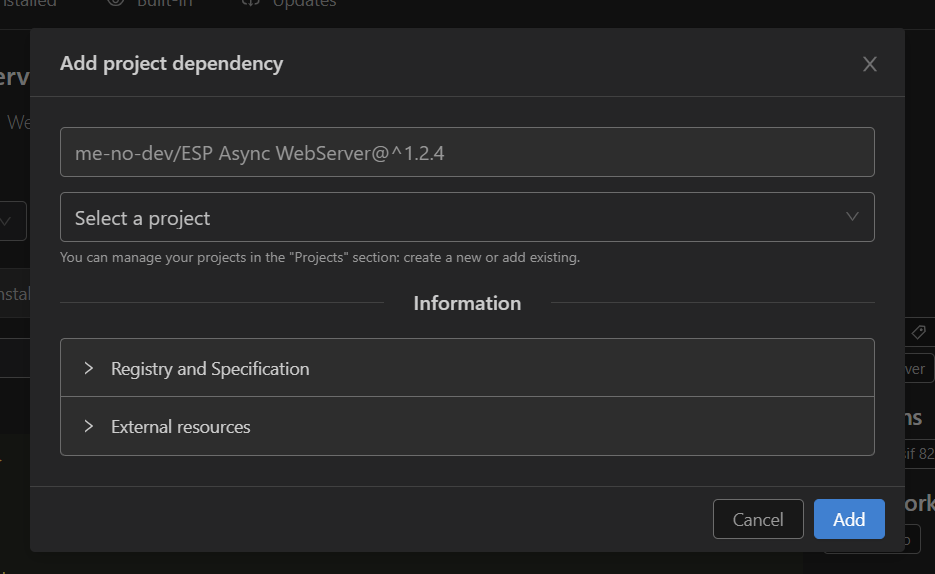 Built-in
Updates
Add project dependency
me-no-dev/ESP Async WebServer@^1.2.4
Select a project
You can manage your projects in the "Projects" section: create a new or add existing.
Information
Registry and Specification
External resources
Cancel
Add